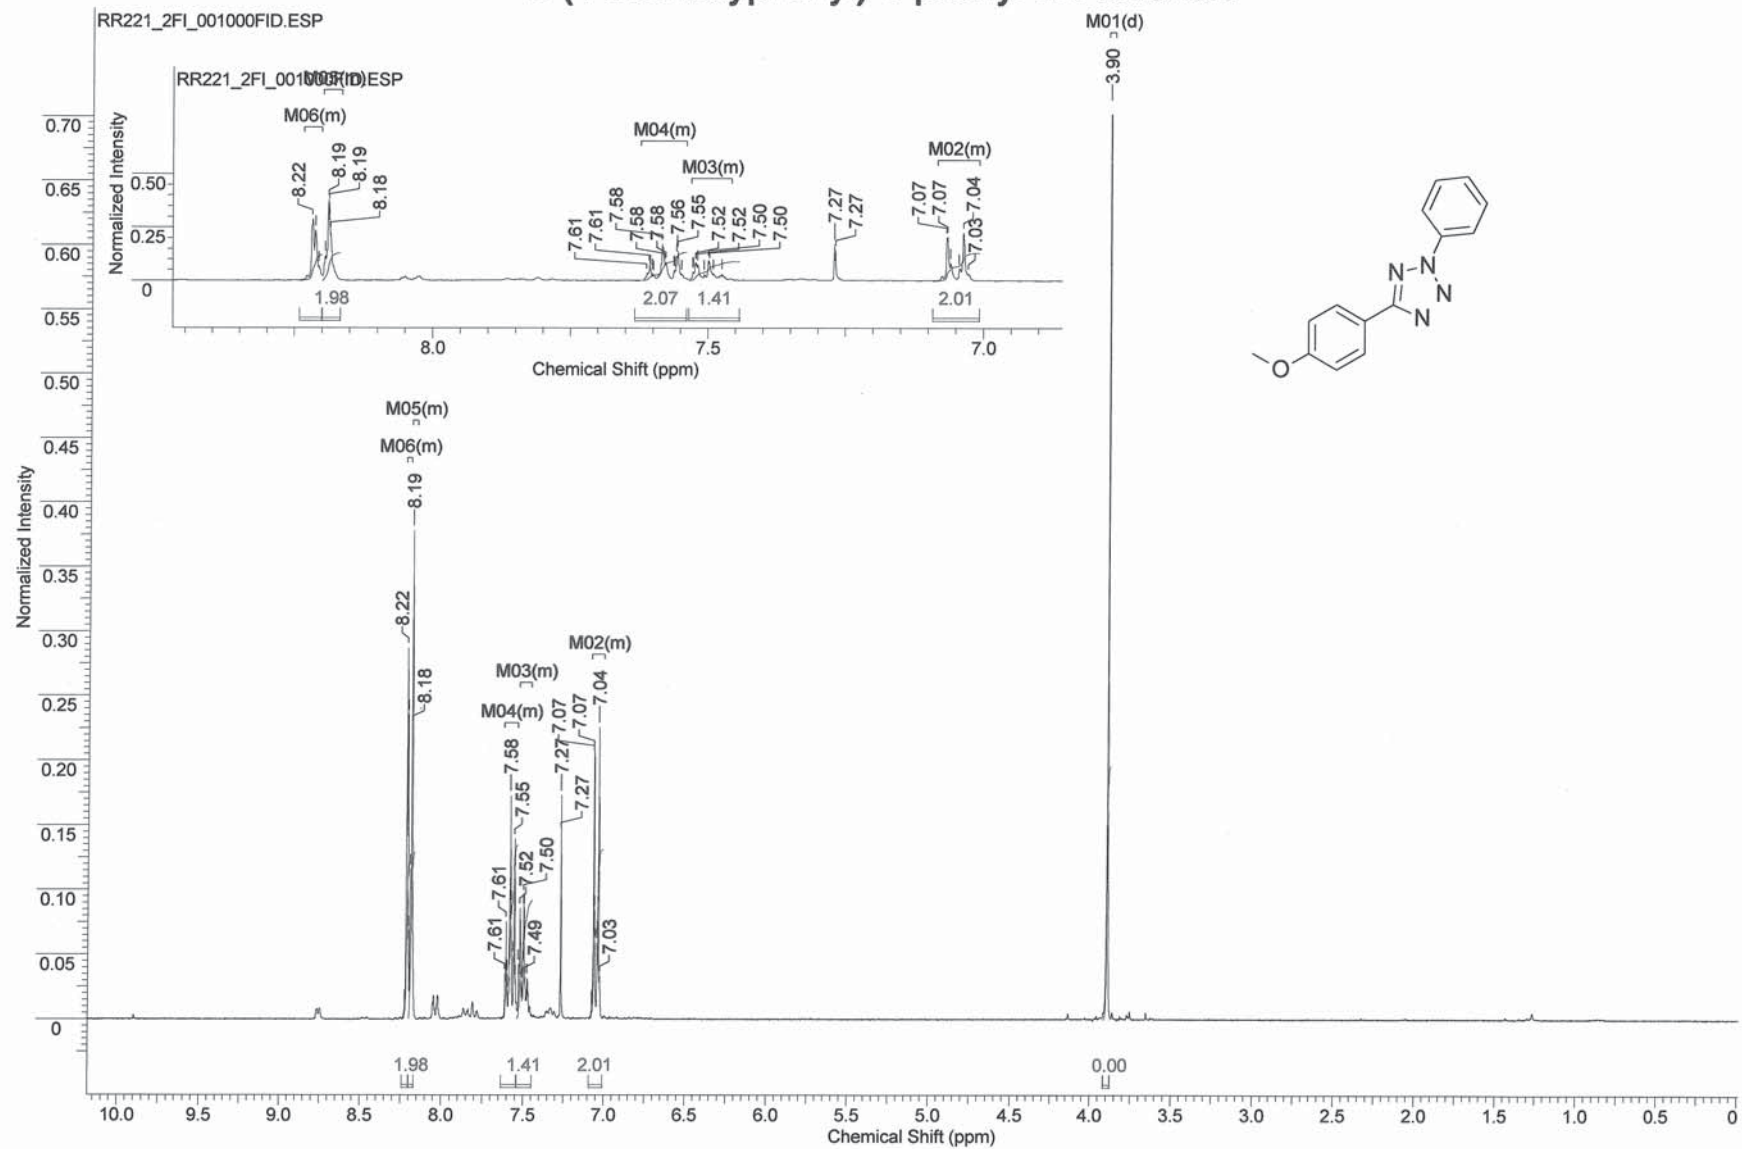 RR221_2FI_001000FID.ESP
M01(d)
3.90
RR221_2FI_001000FID.ESP
M05(m)
M06(m)
M04(m)
M03(m)
M02(m)
8.22
8.19
8.19
8.18
7.61
7.61
7.58
7.58
7.58
7.56
7.55
7.52
7.52
7.50
7.50
7.27
7.27
7.07
7.07
7.04
7.03
Normalized Intensity
0.50
0.25
0
1.98
2.07
1.41
2.01
8.0
7.5
7.0
Chemical Shift (ppm)
N
N
N
N
O
0.70
0.65
0.60
0.55
0.50
0.45
0.40
0.35
0.30
0.25
0.20
0.15
0.10
0.05
0
Normalized Intensity
M05(m)
M06(m)
8.19
8.22
8.18
M02(m)
M03(m)
M04(m)
7.04
7.07
7.07
7.27
7.27
7.58
7.55
7.50
7.52
7.61
7.61
7.49
7.03
1.98
1.41
2.01
0.00
10.0 9.5 9.0 8.5 8.0 7.5 7.0 6.5 6.0 5.5 5.0 4.5 4.0 3.5 3.0 2.5 2.0 1.5 1.0 0.5 0
Chemical Shift (ppm)